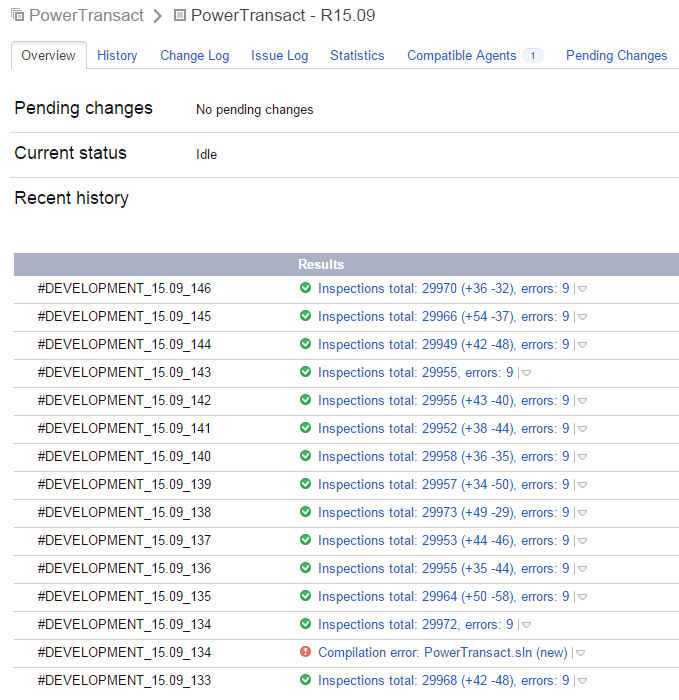 PowerTransact > PowerTransact - R15.09
Overview History Change Log Issue Log Statistics Compatible Agents 1 Pending Changes
Pending changes No pending changes
Current status Idle
Recent history
Results
#DEVELOPMENT_15.09_146 Inspections total: 29970 (+36 -32), errors: 9
#DEVELOPMENT_15.09_145 Inspections total: 29966 (+54 -37), errors: 9
#DEVELOPMENT_15.09_144 Inspections total: 29949 (+42 -48), errors: 9
#DEVELOPMENT_15.09_143 Inspections total: 29955, errors: 9
#DEVELOPMENT_15.09_142 Inspections total: 29955 (+43 -40), errors: 9
#DEVELOPMENT_15.09_141 Inspections total: 29952 (+38 -44), errors: 9
#DEVELOPMENT_15.09_140 Inspections total: 29958 (+36 -35), errors: 9
#DEVELOPMENT_15.09_139 Inspections total: 29957 (+34 -50), errors: 9
#DEVELOPMENT_15.09_138 Inspections total: 29973 (+49 -29), errors: 9
#DEVELOPMENT_15.09_137 Inspections total: 29953 (+44 -46), errors: 9
#DEVELOPMENT_15.09_136 Inspections total: 29955 (+35 -44), errors: 9
#DEVELOPMENT_15.09_135 Inspections total: 29964 (+50 -58), errors: 9
#DEVELOPMENT_15.09_134 Inspections total: 29972, errors: 9
#DEVELOPMENT_15.09_134 Compilation error: PowerTransact.sln (new)
#DEVELOPMENT_15.09_133 Inspections total: 29968 (+42 -48), errors: 9